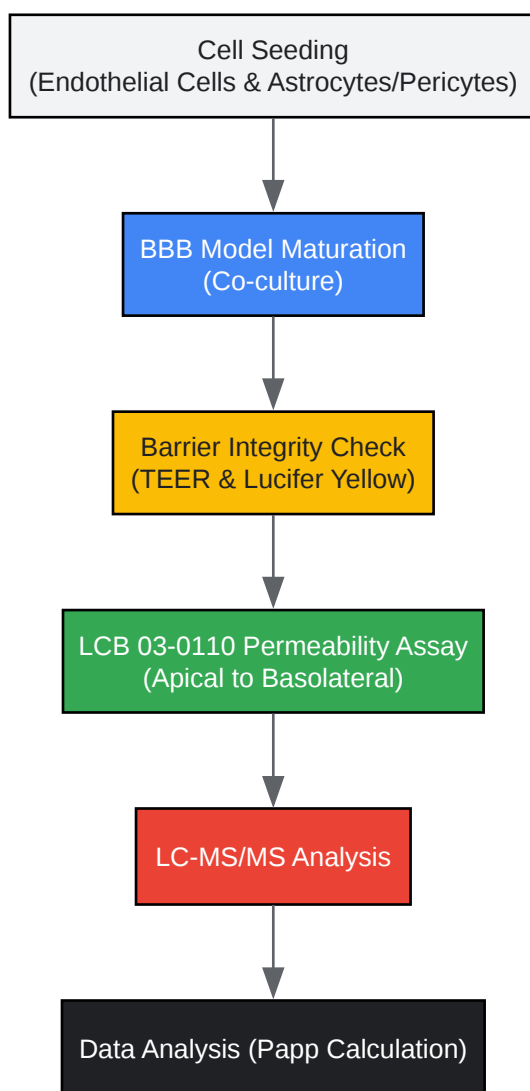 Cell Seeding
(Endothelial Cells & Astrocytes/Pericytes)
BBB Model Maturation
(Co-culture)
Barrier Integrity Check
(TEER & Lucifer Yellow)
LCB 03-0110 Permeability Assay
(Apical to Basolateral)
LC-MS/MS Analysis
Data Analysis (Papp Calculation)